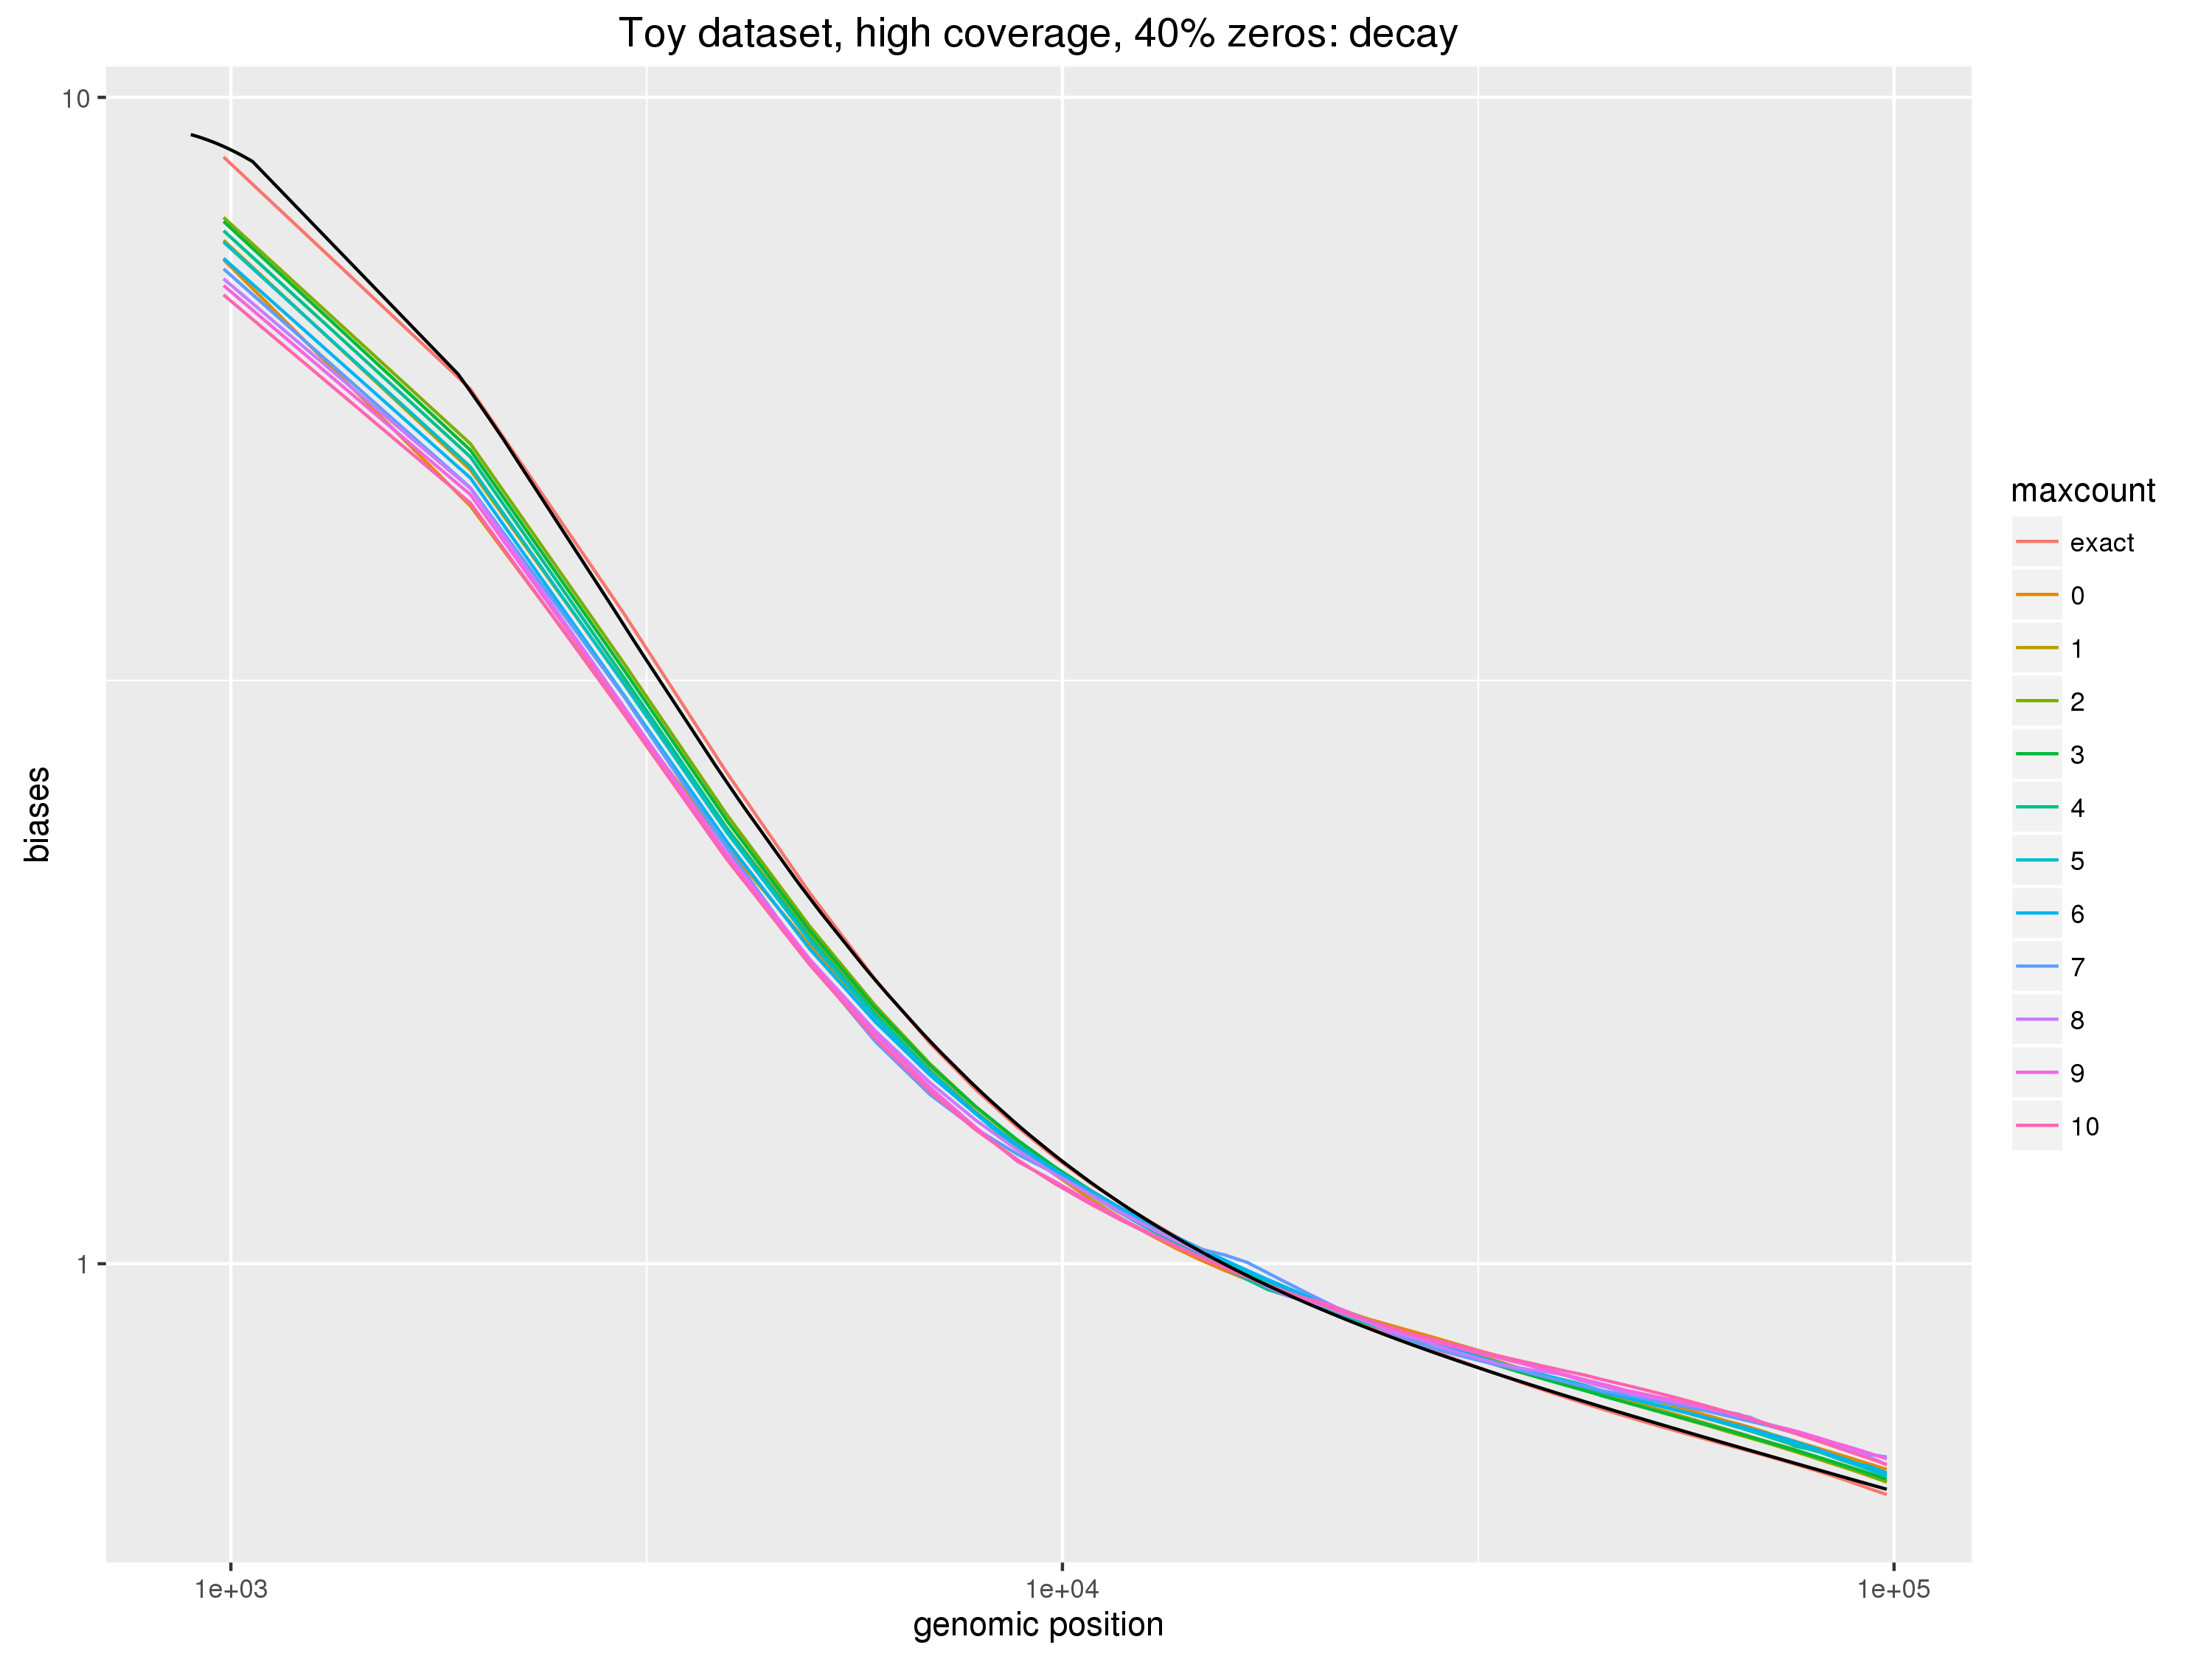 Toy dataset, high coverage, 40% zeros: decay
10
1
biases
1e+03
1e+04
1e+05
genomic position
maxcount
exact
0
1
2
3
4
5
6
7
8
9
10